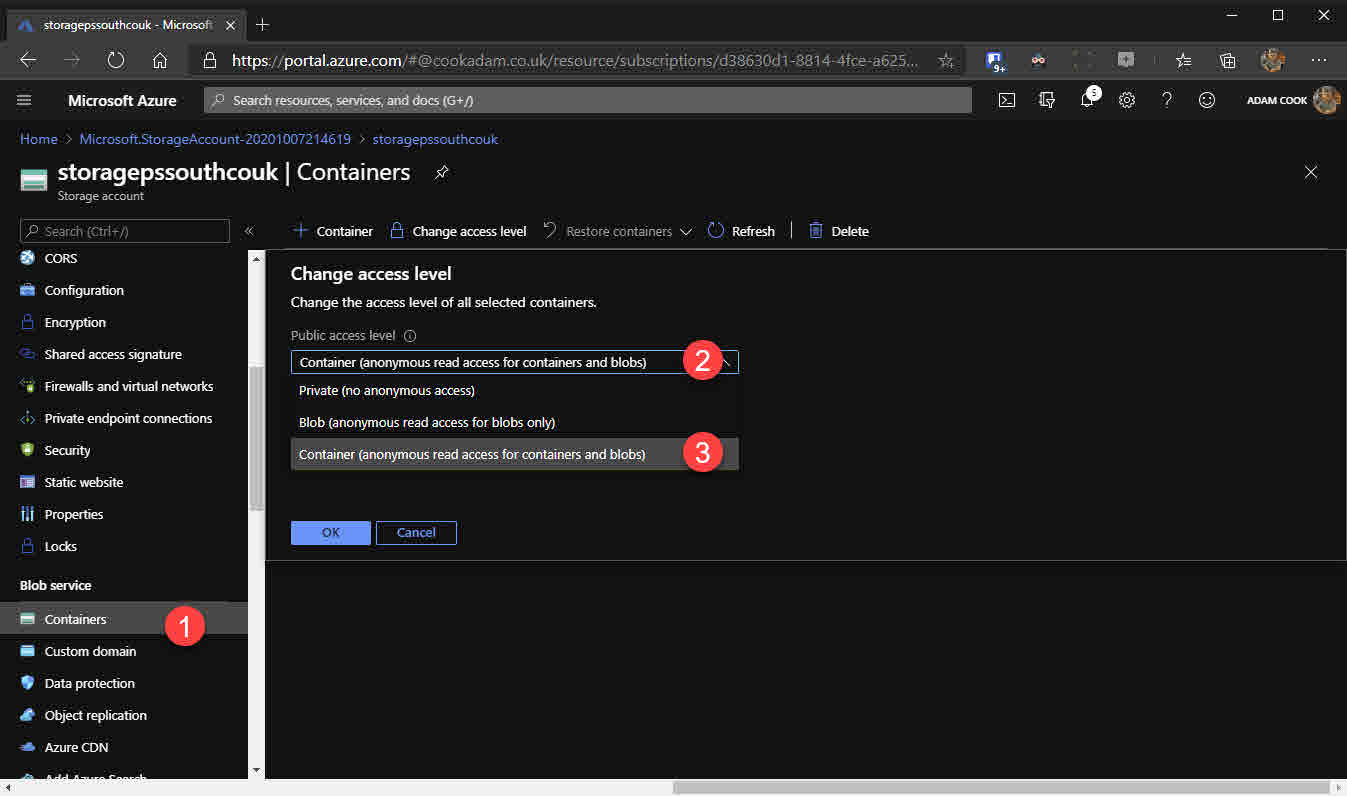 storagepssouthcouk - Microsoft
https://portal.azure.com/#@cookadam.co.uk/resource/subscriptions/d38630d1-8814-4fce-a625...
9+
Microsoft Azure
Search resources, services, and docs (G+/)
5
ADAM COOK
Home > Microsoft.StorageAccount-20201007214619 > storagepssouthcouk
storagepssouthcouk | Containers
Storage account
Search (Ctrl+/)
Container
Change access level
Restore containers
Refresh
Delete
CORS
Configuration
Encryption
Shared access signature
Firewalls and virtual networks
Private endpoint connections
Security
Static website
Properties
Locks
Blob service
Containers
1
Custom domain
Data protection
Object replication
Azure CDN
Add Azure Search
Change access level
Change the access level of all selected containers.
Public access level
Container (anonymous read access for containers and blobs)
2
Private (no anonymous access)
Blob (anonymous read access for blobs only)
Container (anonymous read access for containers and blobs)
3
OK
Cancel